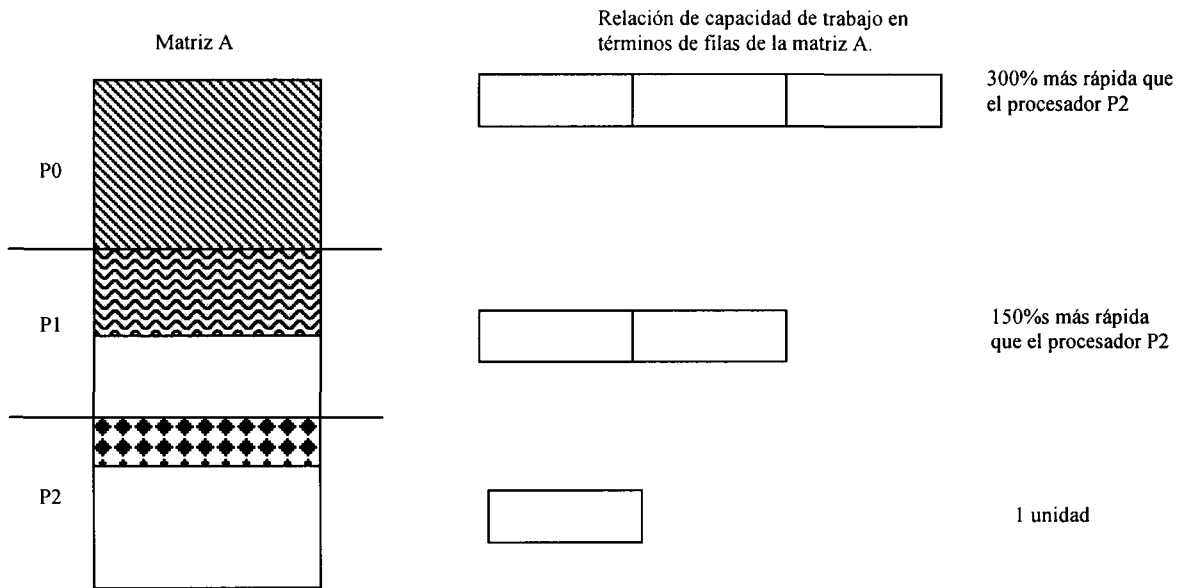 Matriz A
Relación de capacidad de trabajo en
términos de filas de la matriz A.
300% más rápida que
el procesador P2
P0
P1
150%s más rápida
que el procesador P2
P2
1 unidad